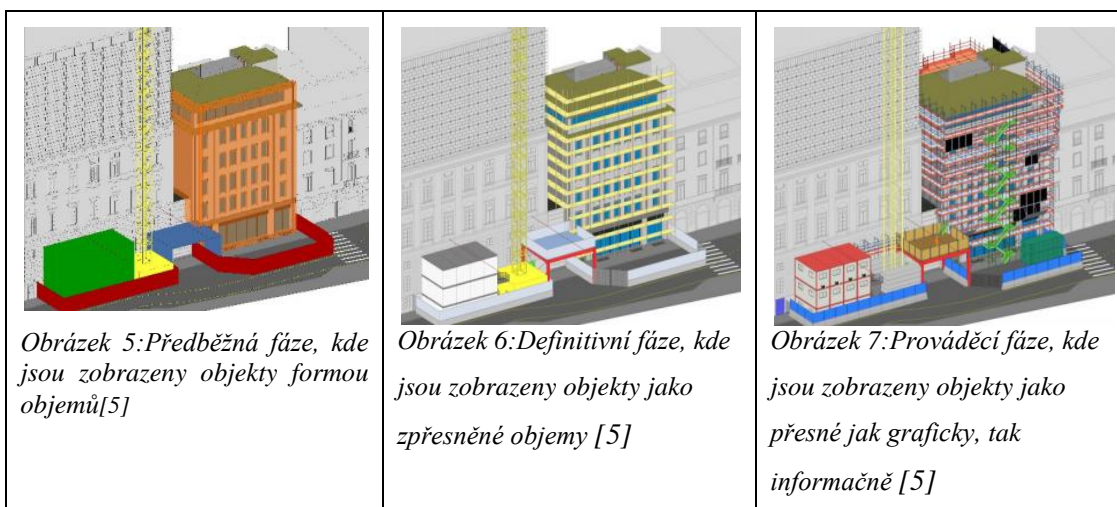 Obrázek 5:Předběžná fáze, kde
jsou zobrazeny objekty formou
objemů[5]
Obrázek 6:Definitivní fáze, kde
jsou zobrazeny objekty jako
zpřesněné objemy [5]
Obrázek 7:Prováděcí fáze, kde
jsou zobrazeny objekty jako
přesné jak graficky, tak
informačně [5]